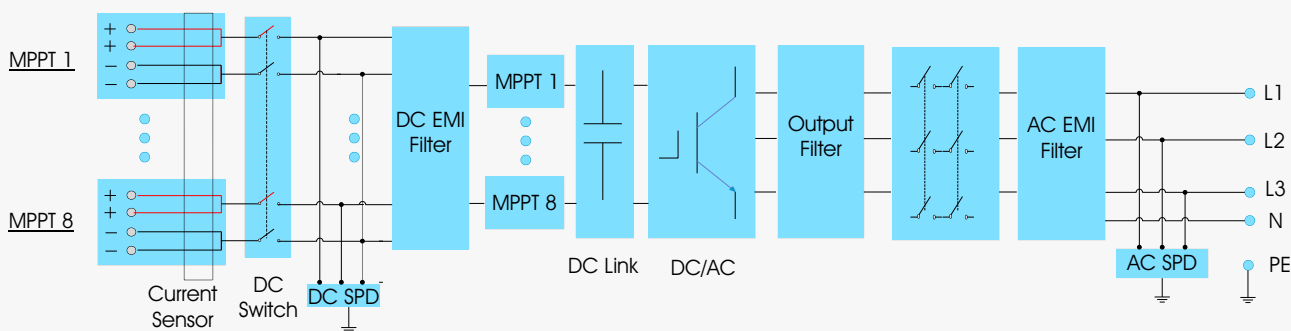 MPPT 1
+
+
−
−
MPPT 8
+
+
−
−
Current
Sensor
DC
Switch
DC SPD
DC EMI
Filter
MPPT 1
MPPT 8
DC Link
DC/AC
Output
Filter
AC EMI
Filter
AC SPD
L1
L2
L3
N
PE